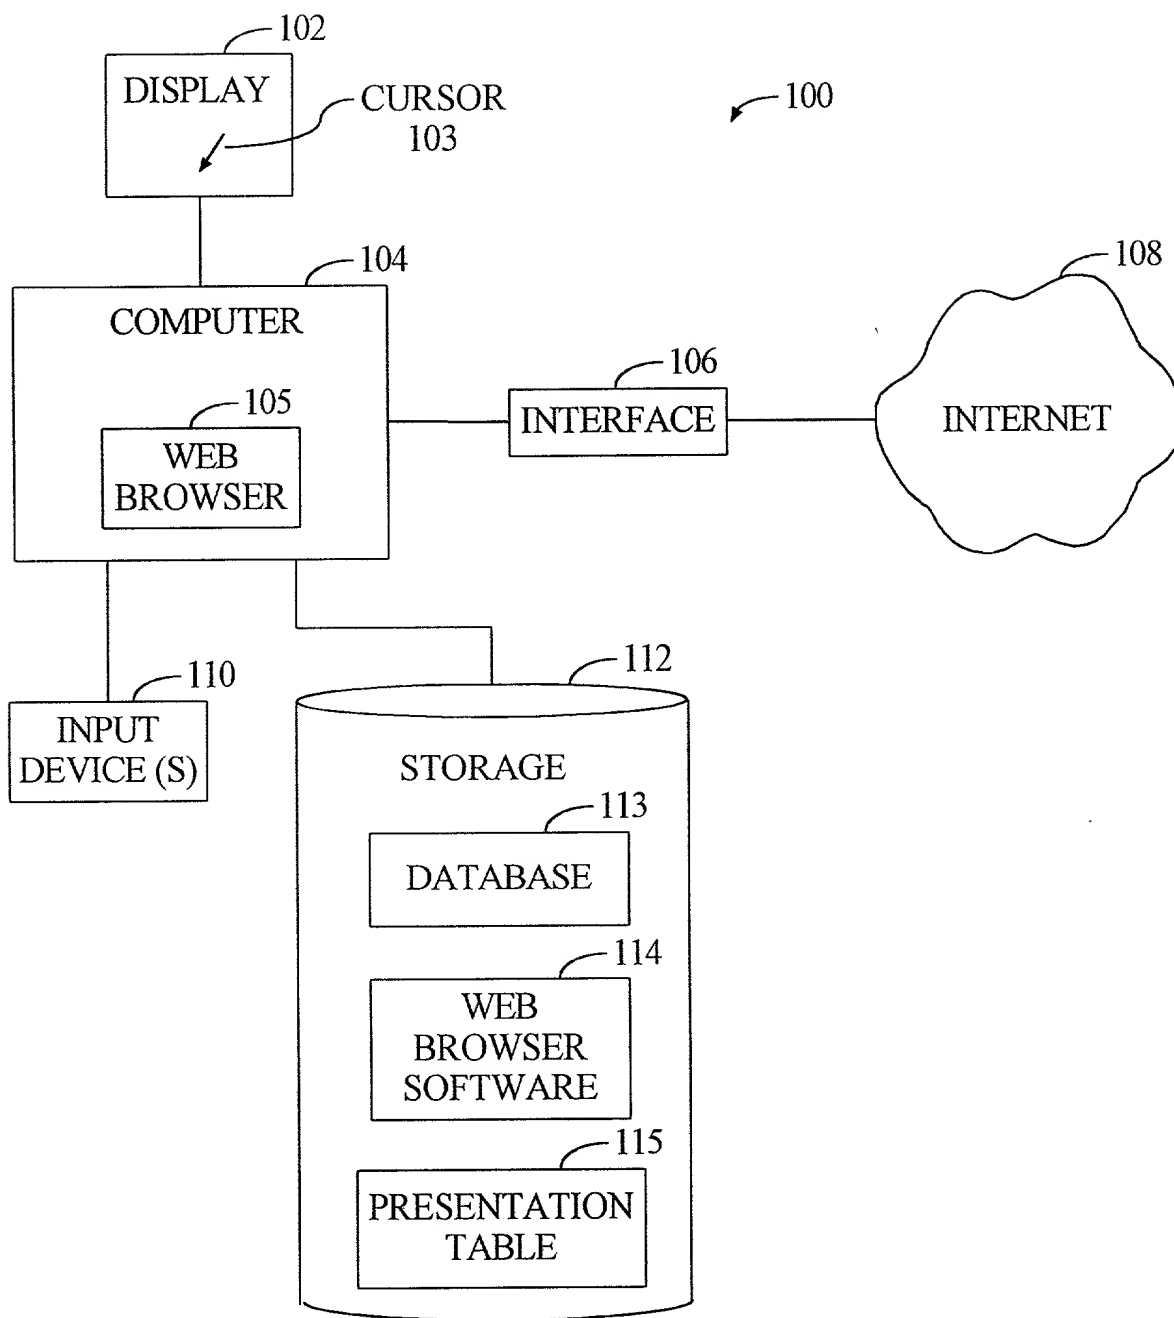 102
DISPLAY
CURSOR
103
100
104
COMPUTER
108
106
INTERFACE
INTERNET
105
WEB
BROWSER
110
INPUT
DEVICE (S)
112
STORAGE
113
DATABASE
114
WEB
BROWSER
SOFTWARE
115
PRESENTATION
TABLE